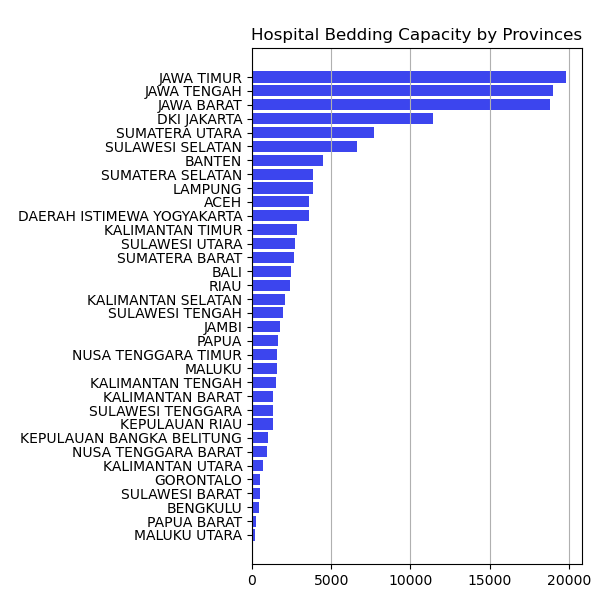 Hospital Bedding Capacity by Provinces
JAWA TIMUR
JAWA TENGAH
JAWA BARAT
DKI JAKARTA
SUMATERA UTARA
SULAWESI SELATAN
BANTEN
SUMATERA SELATAN
LAMPUNG
ACEH
DAERAH ISTIMEWA YOGYAKARTA
KALIMANTAN TIMUR
SULAWESI UTARA
SUMATERA BARAT
BALI
RIAU
KALIMANTAN SELATAN
SULAWESI TENGAH
JAMBI
PAPUA
NUSA TENGGARA TIMUR
MALUKU
KALIMANTAN TENGAH
KALIMANTAN BARAT
SULAWESI TENGGARA
KEPULAUAN RIAU
KEPULAUAN BANGKA BELITUNG
NUSA TENGGARA BARAT
KALIMANTAN UTARA
GORONTALO
SULAWESI BARAT
BENGKULU
PAPUA BARAT
MALUKU UTARA
0 5000 10000 15000 20000